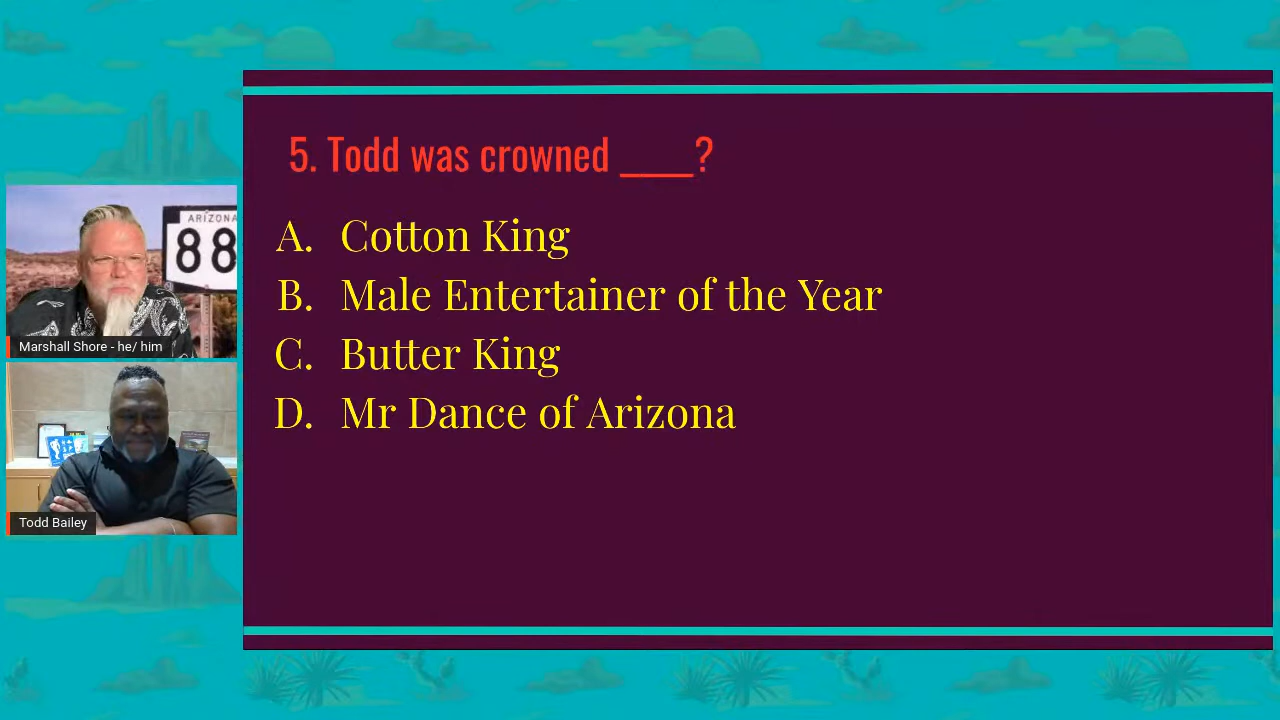 5. Todd was crowned _____?
A. Cotton King
B. Male Entertainer of the Year
C. Butter King
D. Mr Dance of Arizona
ARIZONA
88
Marshall Shore - he/ him
Todd Bailey